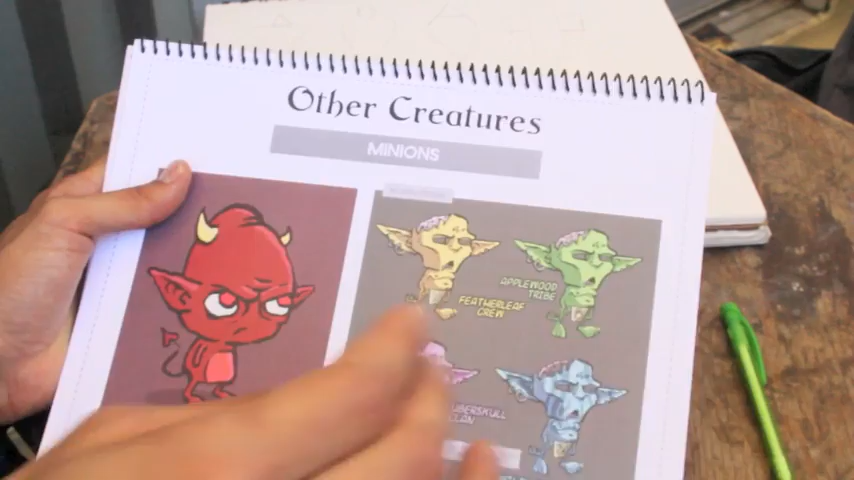 Other Creatures
MINIONS
FEATHERLEAF
CREW
APPLEWOOD
TRIBE